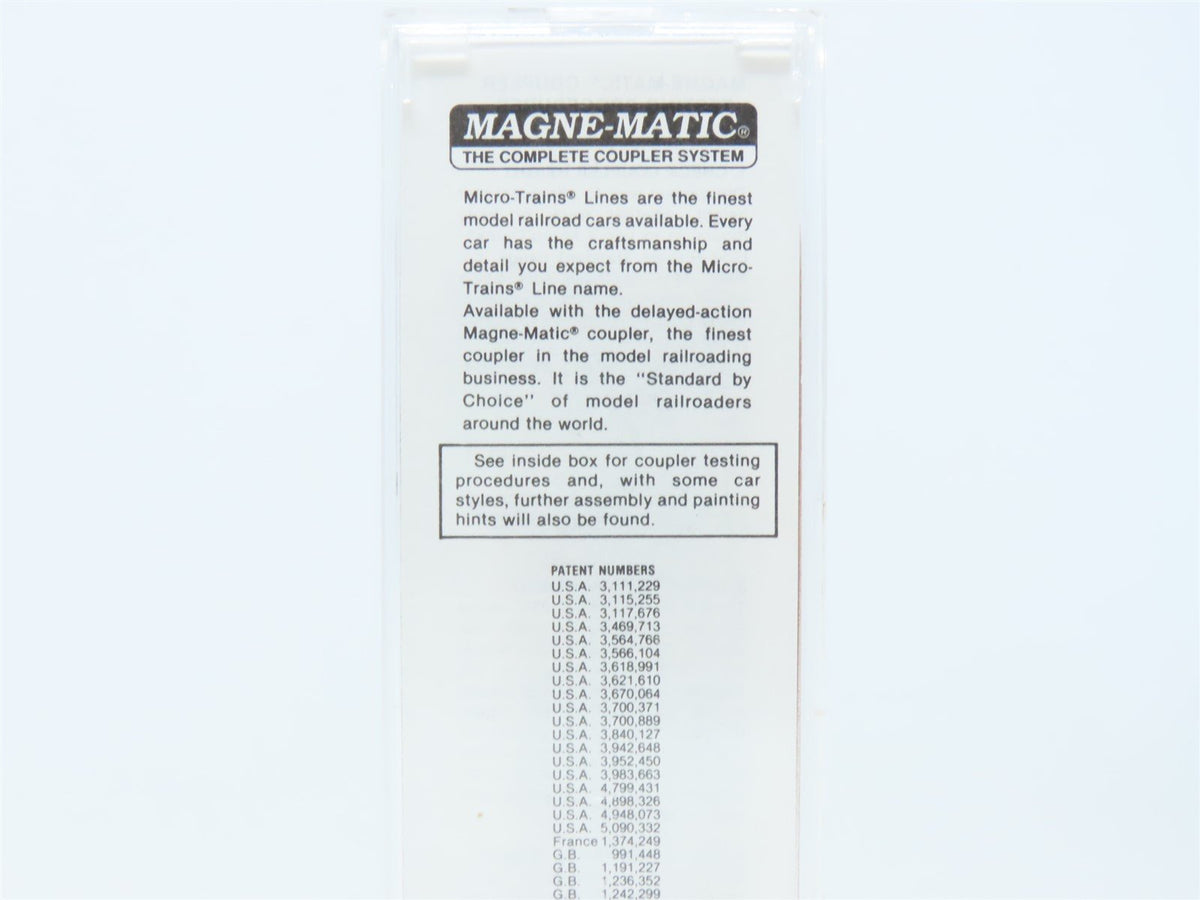 MAGNE-MATIC®
THE COMPLETE COUPLER SYSTEM
Micro-Trains® Lines are the finest
model railroad cars available. Every
car has the craftsmanship and
detail you expect from the Micro-
Trains® Line name.
Available with the delayed-action
Magne-Matic® coupler, the finest
coupler in the model railroading
business. It is the "Standard by
Choice" of model railroaders
around the world.
See inside box for coupler testing
procedures and, with some car
styles, further assembly and painting
hints will also be found.
PATENT NUMBERS
U.S.A. 3,111,229
U.S.A. 3,115,255
U.S.A. 3,117,676
U.S.A. 3,469,713
U.S.A. 3,564,766
U.S.A. 3,566,104
U.S.A. 3,618,991
U.S.A. 3,621,610
U.S.A. 3,670,064
U.S.A. 3,700,371
U.S.A. 3,700,889
U.S.A. 3,840,127
U.S.A. 3,942,648
U.S.A. 3,952,450
U.S.A. 3,983,663
U.S.A. 4,799,431
U.S.A. 4,898,326
U.S.A. 4,948,073
U.S.A. 5,090,332
France 1,374,249
G.B. 991,448
G.B. 1,191,227
G.B. 1,236,352
G.B. 1,242,299